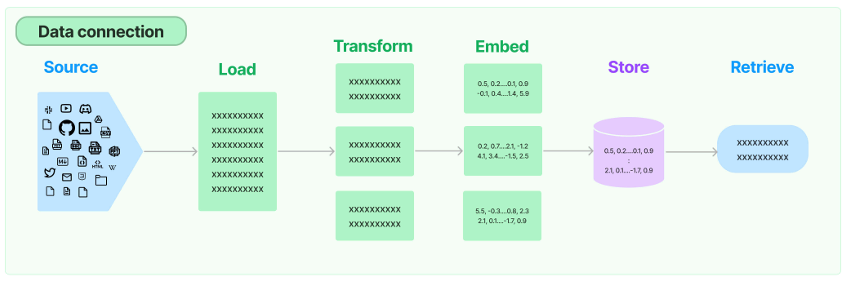 Data connection
Source
Load
Transform
Embed
Store
Retrieve
XXXXXXXXXX
XXXXXXXXXX
XXXXXXXXXX
XXXXXXXXXX
XXXXXXXXXX
XXXXXXXXXX
XXXXXXXXXX
XXXXXXXXXX
XXXXXXXXXX
XXXXXXXXXX
XXXXXXXXXX
XXXXXXXXXX
0.5, 0.2....0.1, 0.9
-0.1, 0.4....1.4, 5.9
0.2, 0.7...2.1, -1.2
4.1, 3.4....-1.5, 2.5
5.5, -0.3....0.8, 2.3
2.1, 0.1....-1.7, 0.9
0.5, 0.2....0.1, 0.9
:
2.1, 0.1....-1.7, 0.9
XXXXXXXXXX
XXXXXXXXXX
HTML